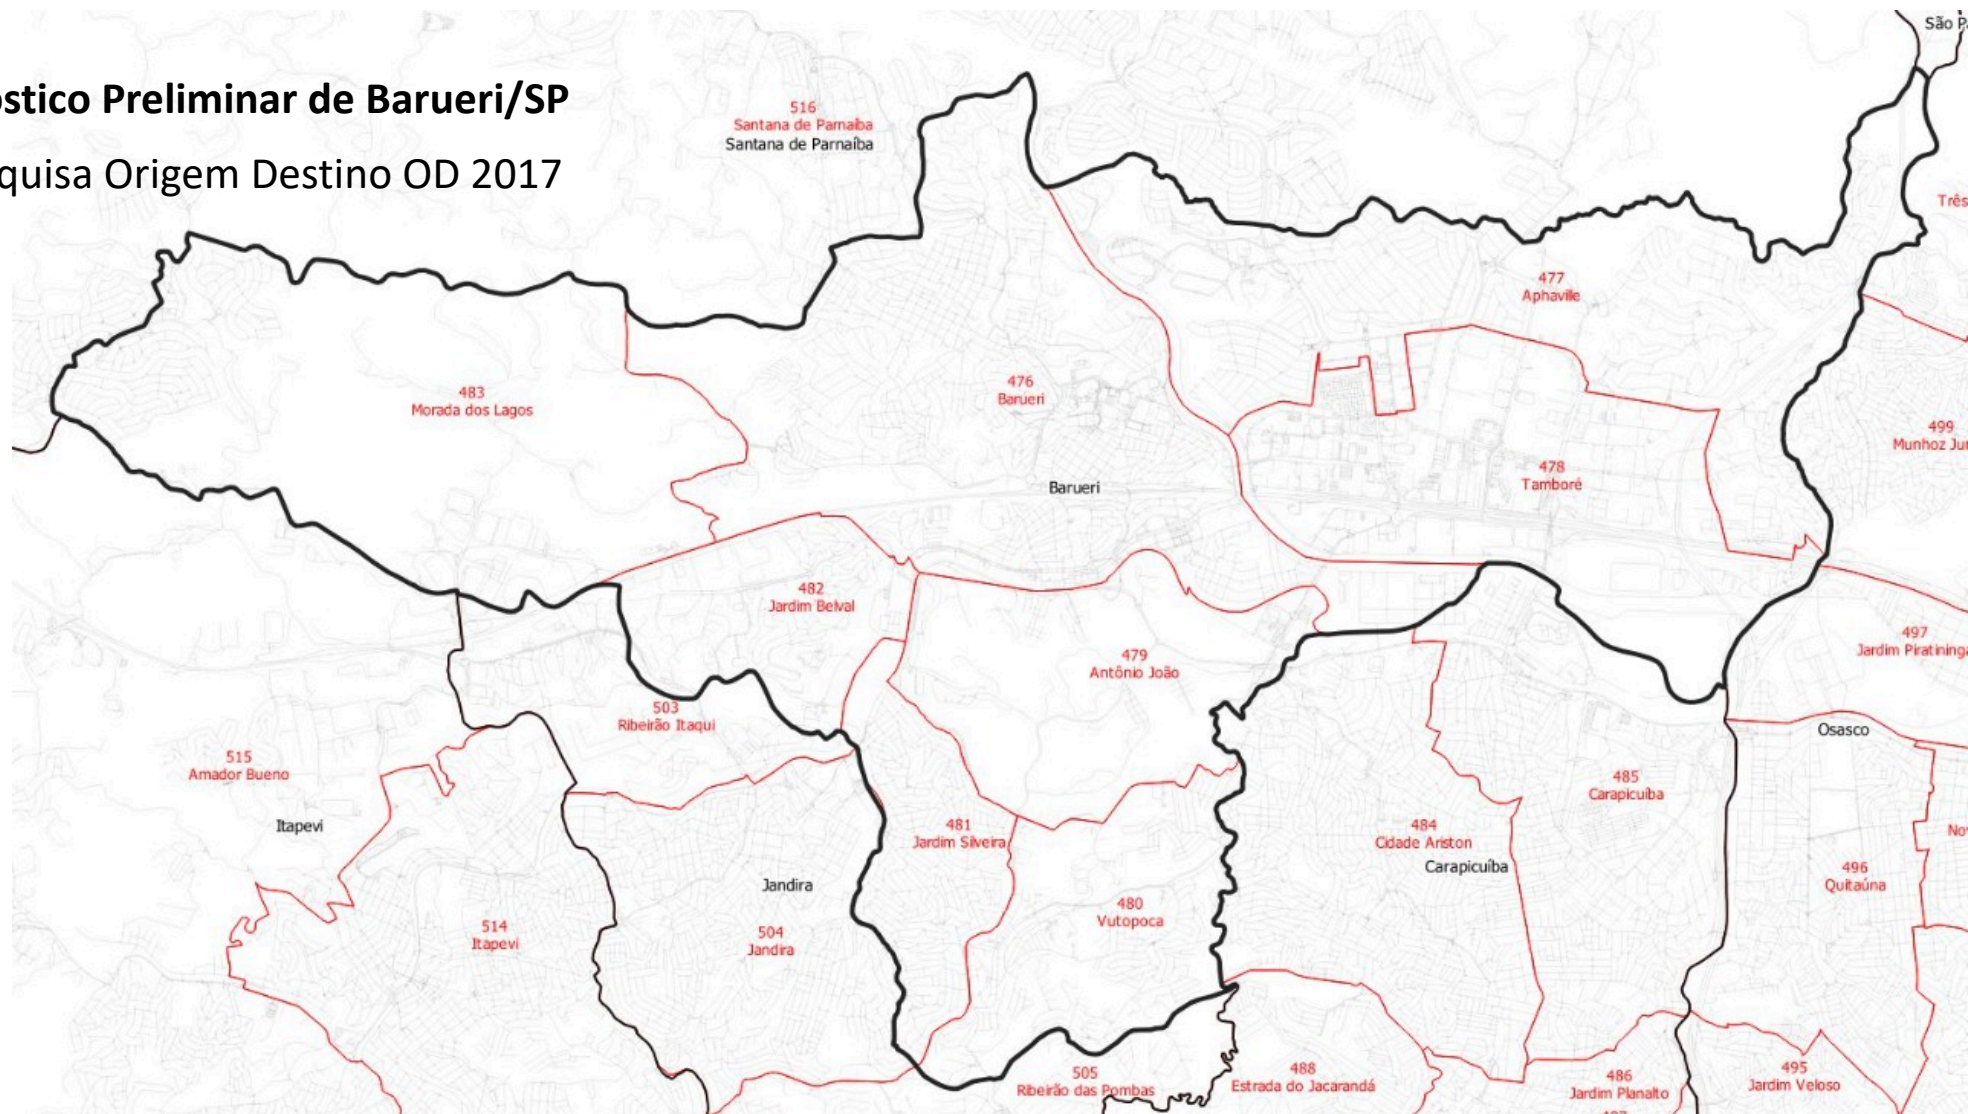 óstico Preliminar de Barueri/SP
quisa Origem Destino OD 2017
São P
516
Santana de Parnaíba
Santana de Parnaíba
Três
477
Aphaville
483
Morada dos Lagos
476
Barueri
499
Munhoz Jun
478
Tamboré
Barueri
482
Jardim Belval
479
Antônio João
497
Jardim Piratininga
503
Ribeirão Itaqui
Osasco
515
Amador Bueno
485
Carapicuíba
Itapevi
481
Jardim Silveira
484
Cidade Ariston
Carapicuíba
Nov
496
Quitaúna
Jandira
480
Vutopoca
514
Itapevi
504
Jandira
505
Ribeirão das Pombas
488
Estrada do Jacarandá
486
Jardim Planalto
495
Jardim Veloso